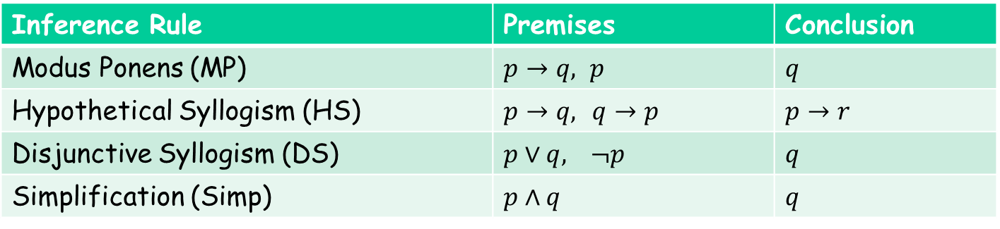 Inference Rule Premises Conclusion
Modus Ponens (MP) p → q, p q
Hypothetical Syllogism (HS) p → q, q → p p → r
Disjunctive Syllogism (DS) p ∨ q, ¬p q
Simplification (Simp) p ∧ q q